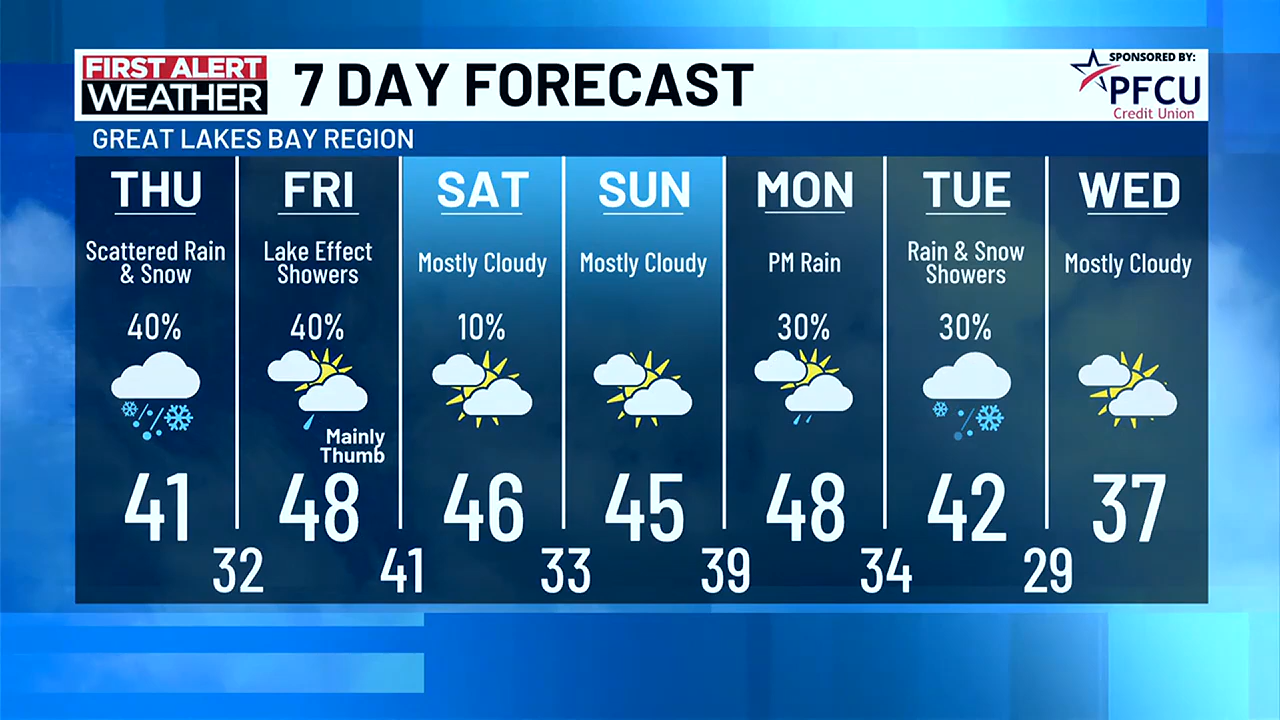 FIRST ALERT
WEATHER
7 DAY FORECAST
SPONSORED BY:
PFCU
Credit Union
GREAT LAKES BAY REGION
THU
Scattered Rain
& Snow
40%
41
32
FRI
Lake Effect
Showers
40%
Mainly
Thumb
48
41
SAT
Mostly Cloudy
10%
46
33
SUN
Mostly Cloudy
45
39
MON
PM Rain
30%
48
34
TUE
Rain & Snow
Showers
30%
42
29
WED
Mostly Cloudy
37